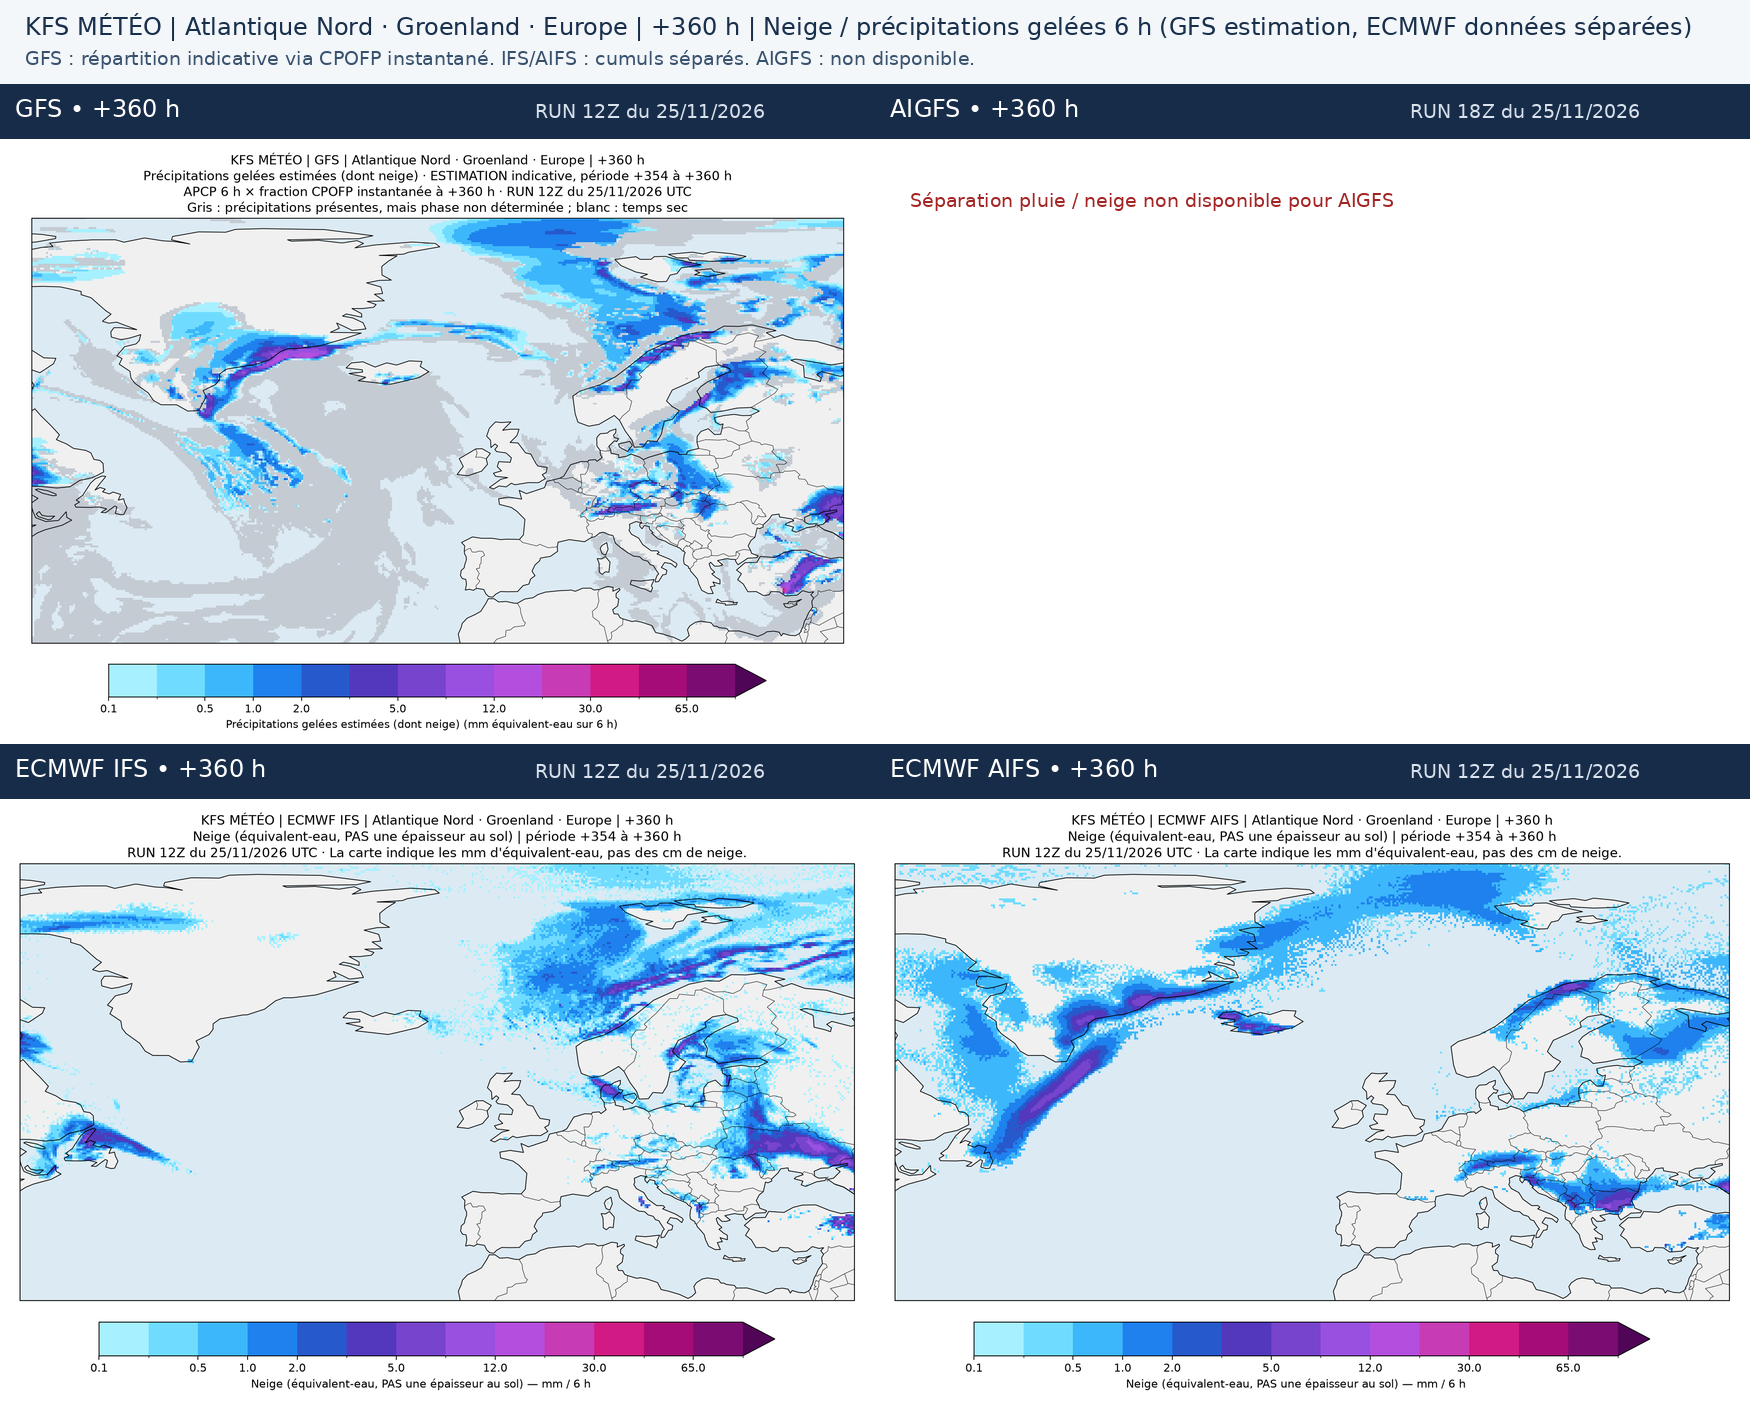 KFS MÉTÉO | Atlantique Nord · Groenland · Europe | +360 h | Neige / précipitations gelées 6 h (GFS estimation, ECMWF données séparées)
GFS : répartition indicative via CPOFP instantané. IFS/AIFS : cumuls séparés. AIGFS : non disponible.
GFS • +360 h
RUN 12Z du 25/11/2026
AIGFS • +360 h
RUN 18Z du 25/11/2026
KFS MÉTÉO | GFS | Atlantique Nord · Groenland · Europe | +360 h
Précipitations gelées estimées (dont neige) · ESTIMATION indicative, période +354 à +360 h
APCP 6 h × fraction CPOFP instantanée à +360 h · RUN 12Z du 25/11/2026 UTC
Gris : précipitations présentes, mais phase non déterminée ; blanc : temps sec
Séparation pluie / neige non disponible pour AIGFS
0.1 0.5 1.0 2.0 5.0 12.0 30.0 65.0
Précipitations gelées estimées (dont neige) (mm équivalent-eau sur 6 h)
ECMWF IFS • +360 h
RUN 12Z du 25/11/2026
ECMWF AIFS • +360 h
RUN 12Z du 25/11/2026
KFS MÉTÉO | ECMWF IFS | Atlantique Nord · Groenland · Europe | +360 h
Neige (équivalent-eau, PAS une épaisseur au sol) | période +354 à +360 h
RUN 12Z du 25/11/2026 UTC · La carte indique les mm d'équivalent-eau, pas des cm de neige.
0.1 0.5 1.0 2.0 5.0 12.0 30.0 65.0
Neige (équivalent-eau, PAS une épaisseur au sol) — mm / 6 h
KFS MÉTÉO | ECMWF AIFS | Atlantique Nord · Groenland · Europe | +360 h
Neige (équivalent-eau, PAS une épaisseur au sol) | période +354 à +360 h
RUN 12Z du 25/11/2026 UTC · La carte indique les mm d'équivalent-eau, pas des cm de neige.
0.1 0.5 1.0 2.0 5.0 12.0 30.0 65.0
Neige (équivalent-eau, PAS une épaisseur au sol) — mm / 6 h